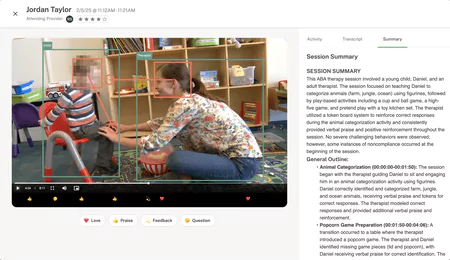 Jordan Taylor 2/5/25 @ 11:12AM -11:21AM
Attending Provider
Activity Transcript Summary
Session Summary
SESSION SUMMARY
This ABA therapy session involved a young child, Daniel, and an
adult therapist. The session focused on teaching Daniel to
categorize animals (farm, jungle, ocean) using figurines, followed
by play-based activities including a cup and ball game, a high-
five game, and pretend play with a toy kitchen set. The therapist
utilized a token board system to reinforce correct responses
during the animal categorization activity and consistently
provided verbal praise and positive reinforcement throughout the
session. No severe challenging behaviors were observed;
however, some instances of noncompliance occurred at the
beginning of the session.
General Outline:
• Animal Categorization (00:00:00-00:01:50): The session
began with the therapist guiding Daniel to sit and engaging
him in an animal categorization activity using figurines.
Daniel correctly identified and categorized farm, jungle,
and ocean animals, receiving verbal praise and tokens for
correct responses. The therapist modeled correct
responses and provided additional verbal praise and
reinforcement.
• Popcorn Game Preparation (00:01:50-00:04:06): A
transition occurred to a table where the therapist
introduced a popcorn game. The therapist and Daniel
identified missing game pieces (lid and popcorn), with
Daniel receiving verbal praise for correct identification. The
Love Praise Feedback Question